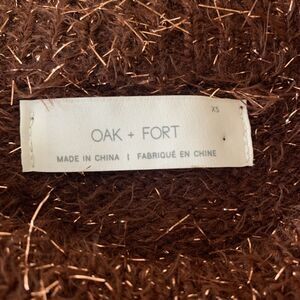 XS
OAK + FORT
MADE IN CHINA | FABRIQUÉ EN CHINE